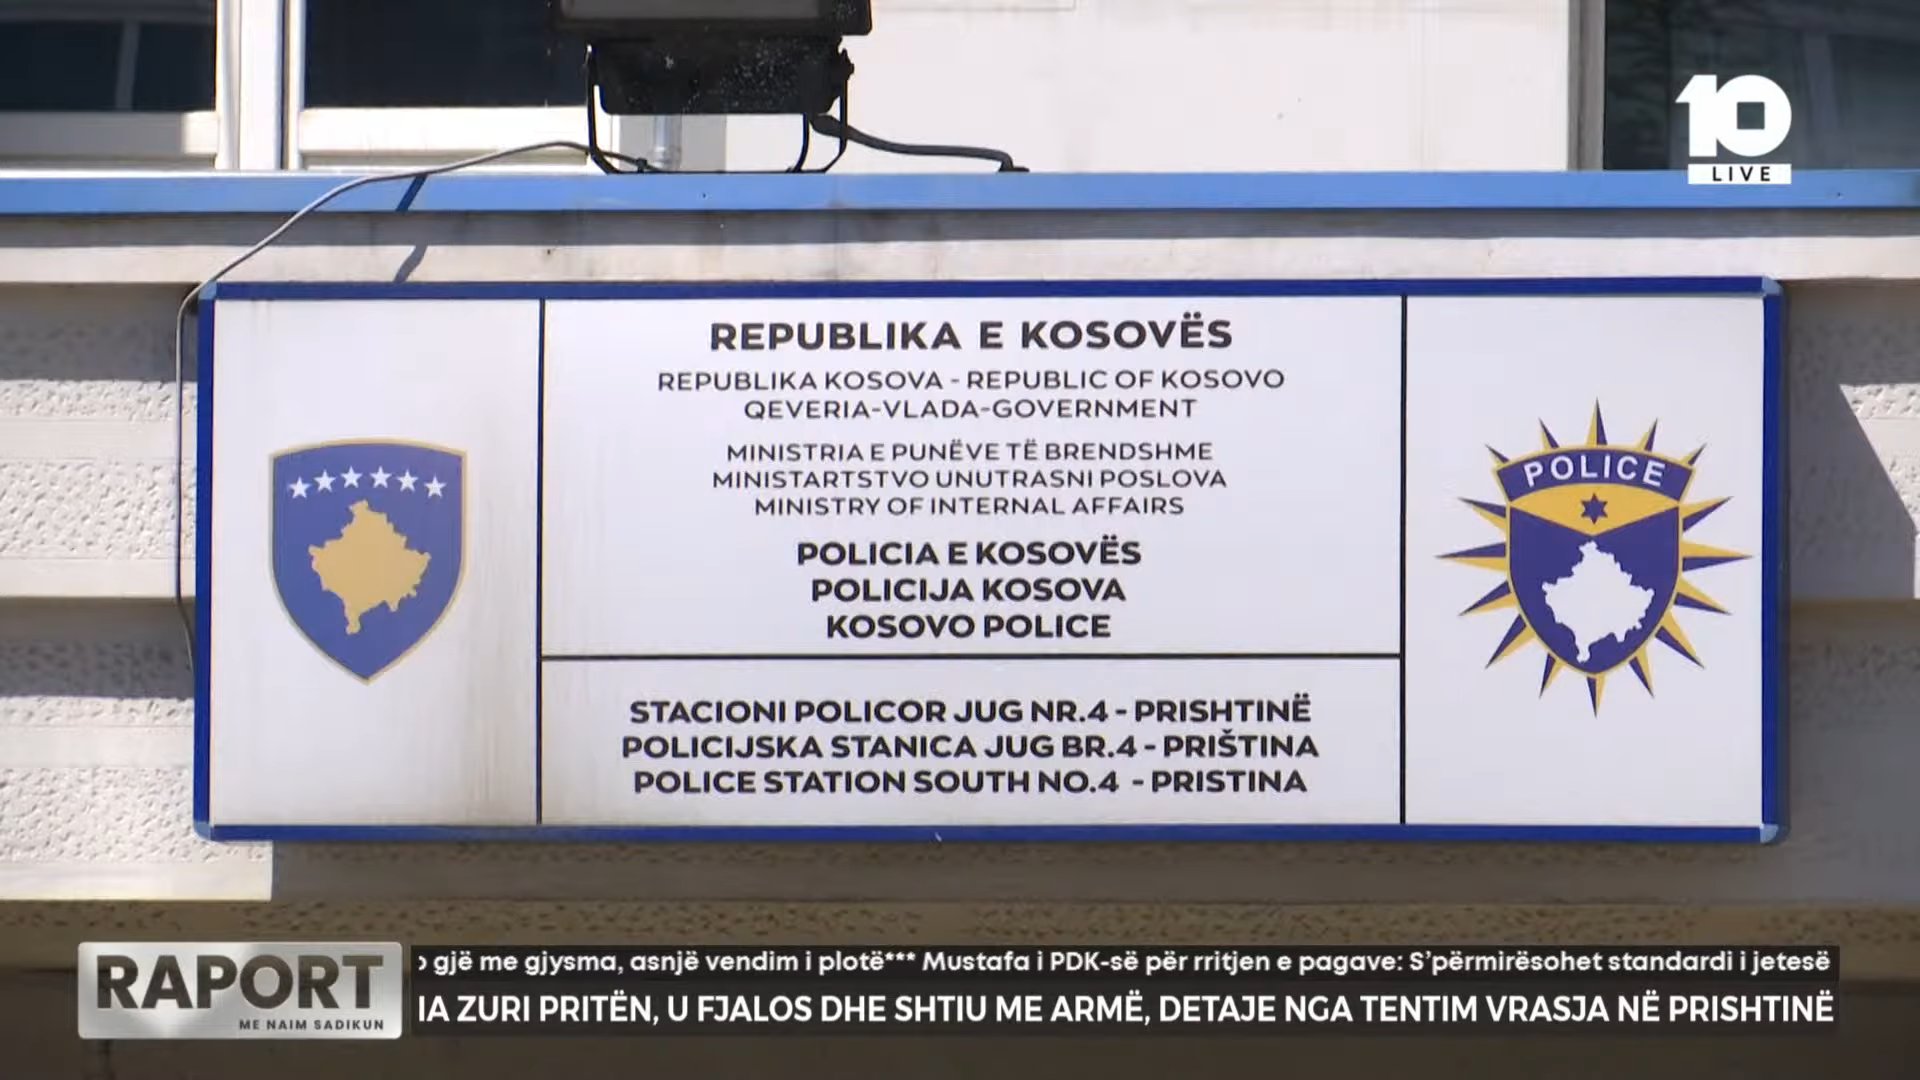 10
LIVE
REPUBLIKA E KOSOVËS
REPUBLIKA KOSOVA - REPUBLIC OF KOSOVO
QEVERIA-VLADA-GOVERNMENT
MINISTRIA E PUNËVE TË BRENDSHME
MINISTARTSTVO UNUTRASNI POSLOVA
MINISTRY OF INTERNAL AFFAIRS
POLICIA E KOSOVËS
POLICIJA KOSOVA
KOSOVO POLICE
POLICE
STACIONI POLICOR JUG NR.4 - PRISHTINË
POLICIJSKA STANICA JUG BR.4 - PRIŠTINA
POLICE STATION SOUTH NO.4 - PRISTINA
RAPORT
ME NAIM SADIKUN
gjë me gjysma, asnjë vendim i plotë*** Mustafa i PDK-së për rritjen e pagave: S'përmirësohet standardi i jetesë
IA ZURI PRITËN, U FJALOS DHE SHTIU ME ARMË, DETAJE NGA TENTIM VRASJA NË PRISHTINË